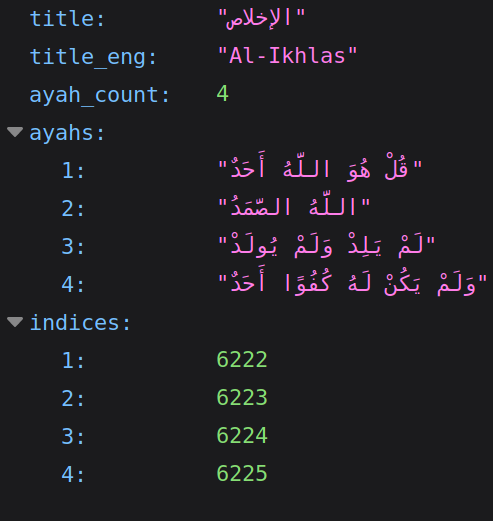 title: "الإخلاص"
title_eng: "Al-Ikhlas"
ayah_count: 4
ayahs:
1: "قُلْ هُوَ اللَّهُ أَحَدٌ"
2: "اللَّهُ الصَّمَدُ"
3: "لَمْ يَلِدْ وَلَمْ يُولَدْ"
4: "وَلَمْ يَكُنْ لَهُ كُفُوًا أَحَدٌ"
indices:
1: 6222
2: 6223
3: 6224
4: 6225